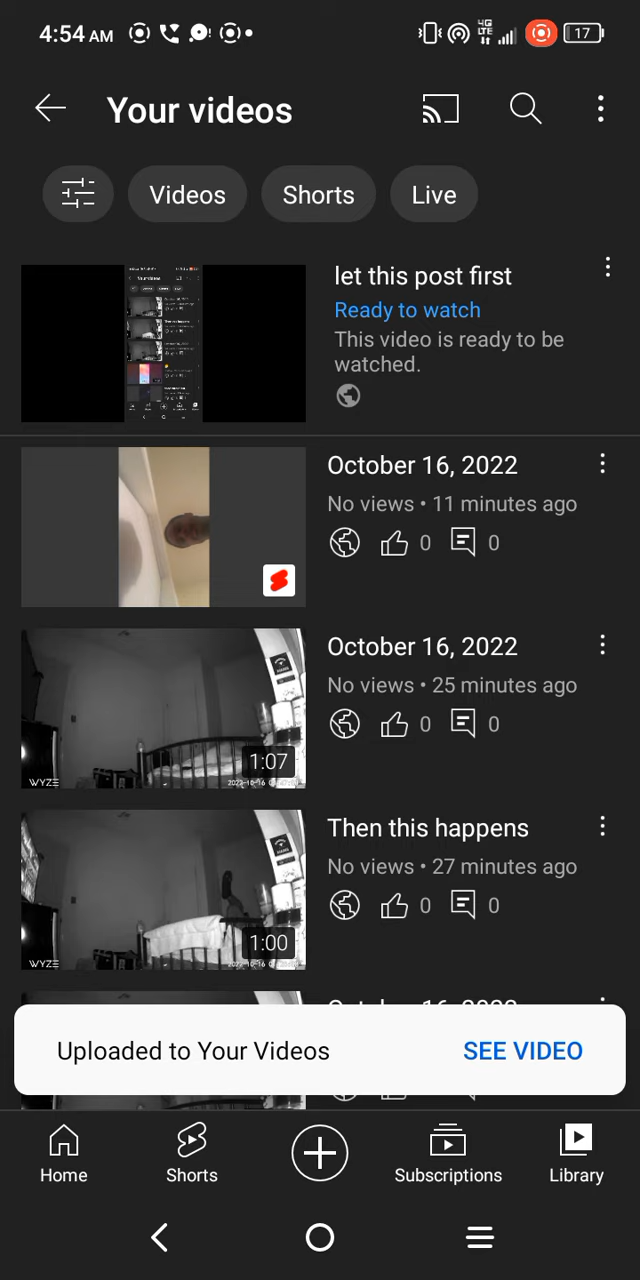 4:54 AM
4G
LTE
17
Your videos
Videos
Shorts
Live
let this post first
Ready to watch
This video is ready to be
watched.
October 16, 2022
No views • 11 minutes ago
0
0
October 16, 2022
No views • 25 minutes ago
0
0
1:07
WYZE
Then this happens
No views • 27 minutes ago
0
0
1:00
WYZE
Uploaded to Your Videos
SEE VIDEO
Home
Shorts
Subscriptions
Library